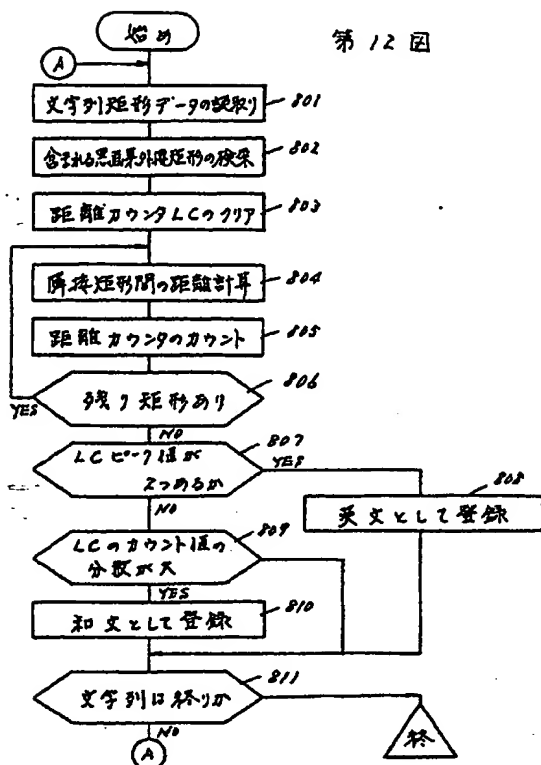 第12図
始め
A
文字列矩形データの読取り
801
含まれる黒画素外接矩形の検索
802
距離カウンタLCのクリア
803
隣接矩形間の距離計算
804
距離カウンタのカウント
805
残り矩形あり
806
YES
NO
LCピーク値が
2つあるか
807
YES
NO
英文として登録
808
LCのカウント値の
分散が大
809
YES
和文として登録
810
文字列は終りか
811
NO
A
終